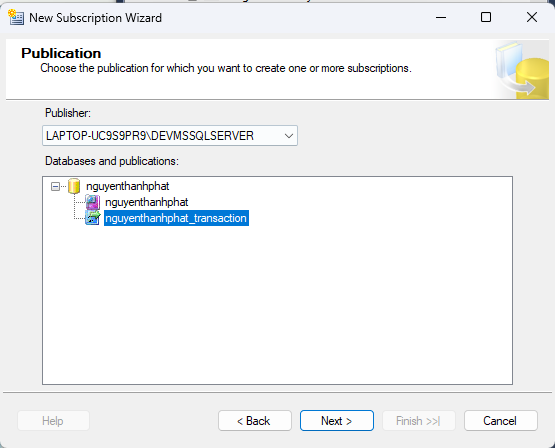 New Subscription Wizard
Publication
Choose the publication for which you want to create one or more subscriptions.
Publisher:
LAPTOP-UC9S9PR9\DEVMSSQLSERVER
Databases and publications:
nguyenthanhphat
nguyenthanhphat
nguyenthanhphat_transaction
Help
< Back
Next >
Finish >>|
Cancel